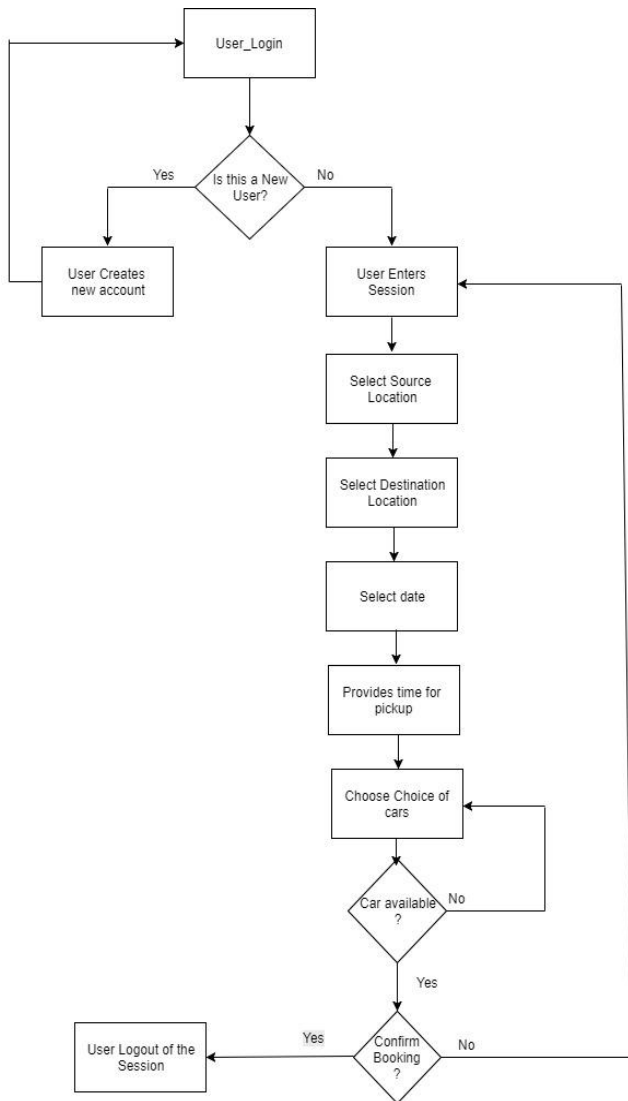 User_Login
Is this a New
User?
Yes
No
User Creates
new account
User Enters
Session
Select Source
Location
Select Destination
Location
Select date
Provides time for
pickup
Choose Choice of
cars
Car available
?
No
Yes
Confirm
Booking
?
Yes
No
User Logout of the
Session